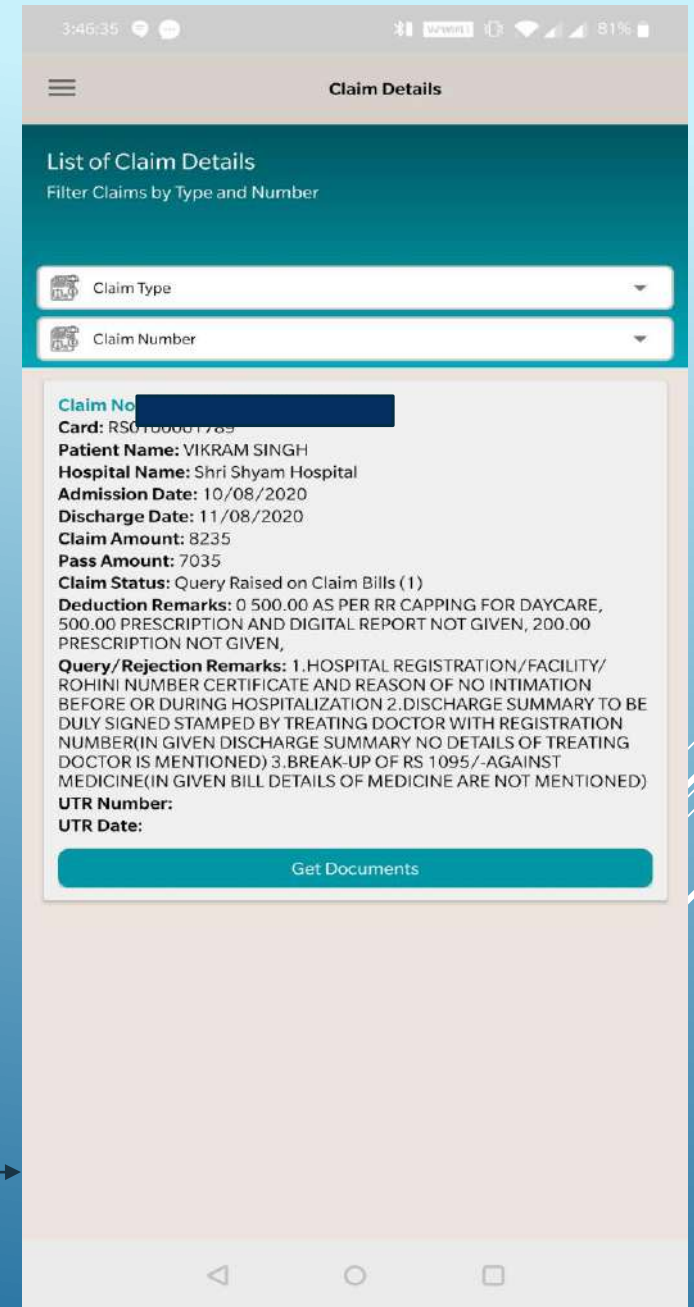 3:46:35 81%
Claim Details
List of Claim Details
Filter Claims by Type and Number
Claim Type
Claim Number
Claim No
Card: RS0100001789
Patient Name: VIKRAM SINGH
Hospital Name: Shri Shyam Hospital
Admission Date: 10/08/2020
Discharge Date: 11/08/2020
Claim Amount: 8235
Pass Amount: 7035
Claim Status: Query Raised on Claim Bills (1)
Deduction Remarks: 0 500.00 AS PER RR CAPPING FOR DAYCARE,
500.00 PRESCRIPTION AND DIGITAL REPORT NOT GIVEN, 200.00
PRESCRIPTION NOT GIVEN,
Query/Rejection Remarks: 1.HOSPITAL REGISTRATION/FACILITY/
ROHINI NUMBER CERTIFICATE AND REASON OF NO INTIMATION
BEFORE OR DURING HOSPITALIZATION 2.DISCHARGE SUMMARY TO BE
DULY SIGNED STAMPED BY TREATING DOCTOR WITH REGISTRATION
NUMBER(IN GIVEN DISCHARGE SUMMARY NO DETAILS OF TREATING
DOCTOR IS MENTIONED) 3.BREAK-UP OF RS 1095/-AGAINST
MEDICINE(IN GIVEN BILL DETAILS OF MEDICINE ARE NOT MENTIONED)
UTR Number:
UTR Date:
Get Documents